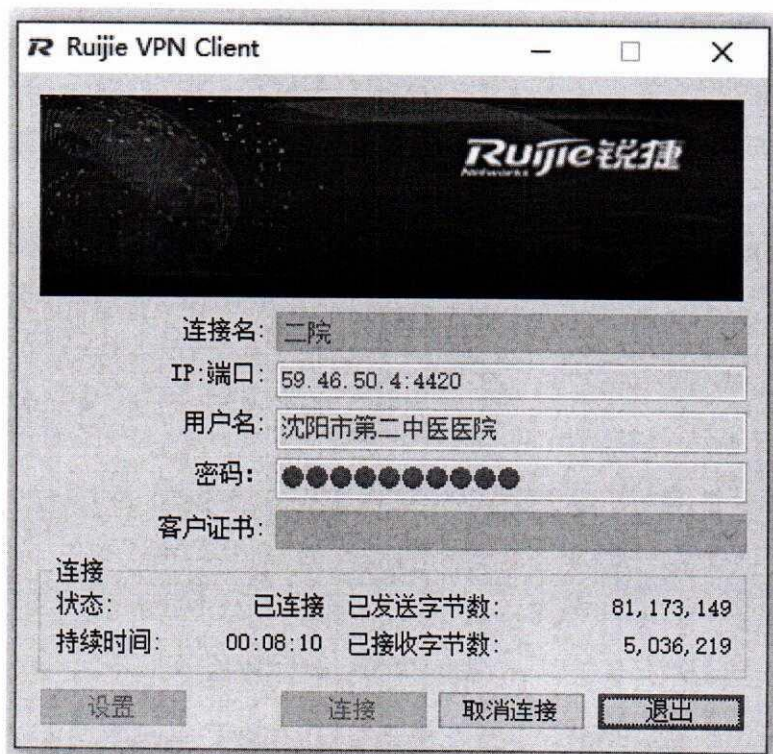 Ruijie VPN Client
Ruijie锐捷
Networks
连接名: 二院
IP:端口: 59.46.50.4:4420
用户名: 沈阳市第二中医医院
密码: ●●●●●●●●●●
客户证书:
连接
状态: 已连接 已发送字节数: 81,173,149
持续时间: 00:08:10 已接收字节数: 5,036,219
设置 连接 取消连接 退出